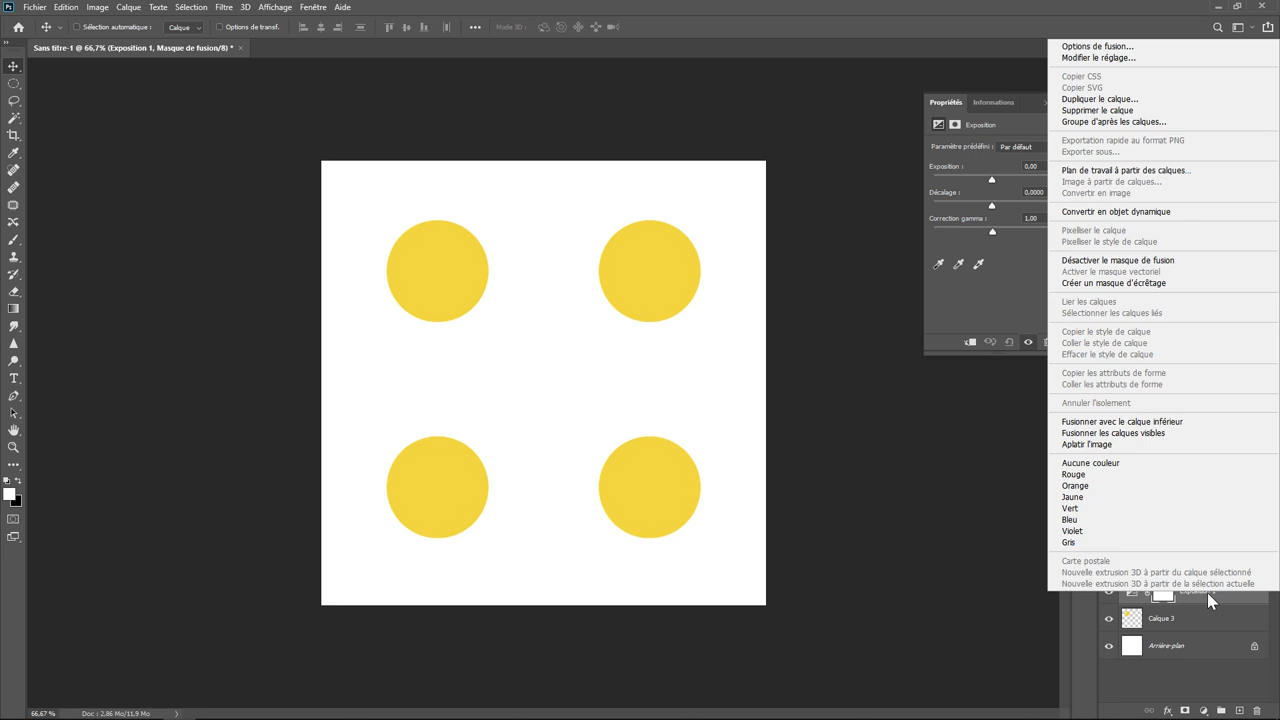 Fichier Edition Image Calque Texte Sélection Filtre 3D Affichage Fenêtre Aide
Sélection automatique : Calque Options de transf. Mode 3D :
Sans titre-1 @ 66,7% (Exposition 1, Masque de fusion/8) *
Propriétés Informations
Exposition
Paramètre prédéfini : Par défaut
Exposition : 0,00
Décalage : 0,0000
Correction gamma : 1,00
Options de fusion...
Modifier le réglage...
Copier CSS
Copier SVG
Dupliquer le calque...
Supprimer le calque
Groupe d'après les calques...
Exportation rapide au format PNG
Exporter sous...
Plan de travail à partir des calques...
Image à partir de calques...
Convertir en image
Convertir en objet dynamique
Pixelliser le calque
Pixelliser le style de calque
Désactiver le masque de fusion
Activer le masque vectoriel
Créer un masque d'écrêtage
Lier les calques
Sélectionner les calques liés
Copier le style de calque
Coller le style de calque
Effacer le style de calque
Copier les attributs de forme
Coller les attributs de forme
Annuler l'isolement
Fusionner avec le calque inférieur
Fusionner les calques visibles
Aplatir l'image
Aucune couleur
Rouge
Orange
Jaune
Vert
Bleu
Violet
Gris
Carte postale
Nouvelle extrusion 3D à partir du calque sélectionné
Nouvelle extrusion 3D à partir de la sélection actuelle
Calque 3
Arrière-plan
66,67 % Doc : 2,86 Mo/11,9 Mo